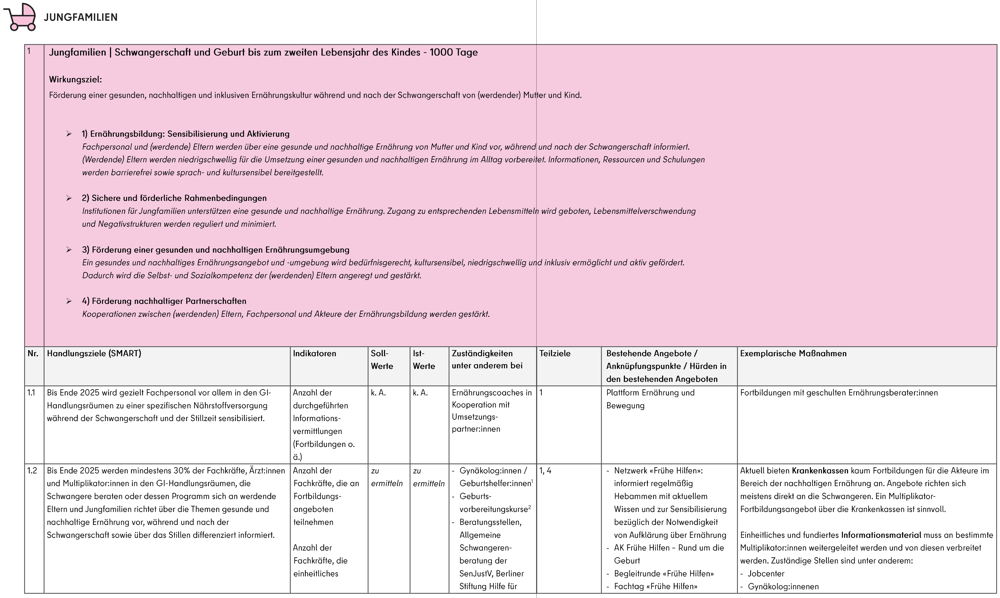 JUNGFAMILIEN
1
Jungfamilien | Schwangerschaft und Geburt bis zum zweiten Lebensjahr des Kindes - 1000 Tage
Wirkungsziel:
Förderung einer gesunden, nachhaltigen und inklusiven Ernährungskultur während und nach der Schwangerschaft von (werdender) Mutter und Kind.
➢ 1) Ernährungsbildung: Sensibilisierung und Aktivierung
Fachpersonal und (werdende) Eltern werden über eine gesunde und nachhaltige Ernährung von Mutter und Kind vor, während und nach der Schwangerschaft informiert.
(Werdende) Eltern werden niedrigschwellig für die Umsetzung einer gesunden und nachhaltigen Ernährung im Alltag vorbereitet. Informationen, Ressourcen und Schulungen
werden barrierefrei sowie sprach- und kultursensibel bereitgestellt.
➢ 2) Sichere und förderliche Rahmenbedingungen
Institutionen für Jungfamilien unterstützen eine gesunde und nachhaltige Ernährung. Zugang zu entsprechenden Lebensmitteln wird geboten, Lebensmittelverschwendung
und Negativstrukturen werden reguliert und minimiert.
➢ 3) Förderung einer gesunden und nachhaltigen Ernährungsumgebung
Ein gesundes und nachhaltiges Ernährungsangebot und -umgebung wird bedürfnisgerecht, kultursensibel, niedrigschwellig und inklusiv ermöglicht und aktiv gefördert.
Dadurch wird die Selbst- und Sozialkompetenz der (werdenden) Eltern angeregt und gestärkt.
➢ 4) Förderung nachhaltiger Partnerschaften
Kooperationen zwischen (werdenden) Eltern, Fachpersonal und Akteure der Ernährungsbildung werden gestärkt.
Nr.
Handlungsziele (SMART)
Indikatoren
Soll-
Werte
Ist-
Werte
Zuständigkeiten
unter anderem bei
Teilziele
Bestehende Angebote /
Anknüpfungspunkte / Hürden in
den bestehenden Angeboten
Exemplarische Maßnahmen
1.1
Bis Ende 2025 wird gezielt Fachpersonal vor allem in den GI-
Handlungsräumen zu einer spezifischen Nährstoffversorgung
während der Schwangerschaft und der Stillzeit sensibilisiert.
Anzahl der
durchgeführten
Informations-
vermittlungen
(Fortbildungen o.
ä.)
k. A.
k. A.
Ernährungscoaches in
Kooperation mit
Umsetzungs-
partner:innen
1
Plattform Ernährung und
Bewegung
Fortbildungen mit geschulten Ernährungsberater:innen
1.2
Bis Ende 2025 werden mindestens 30% der Fachkräfte, Ärzt:innen
und Multiplikator:innen in den GI-Handlungsräumen, die
Schwangere beraten oder dessen Programm sich an werdende
Eltern und Jungfamilien richtet über die Themen gesunde und
nachhaltige Ernährung vor, während und nach der
Schwangerschaft sowie über das Stillen differenziert informiert.
Anzahl der
Fachkräfte, die an
Fortbildungs-
angeboten
teilnehmen
Anzahl der
Fachkräfte, die
einheitliches
zu
ermitteln
zu
ermitteln
- Gynäkolog:innen /
Geburtshelfer:innen¹
- Geburts-
vorbereitungskurse²
- Beratungsstellen,
Allgemeine
Schwangeren-
beratung der
SenJustV, Berliner
Stiftung Hilfe für
1, 4
- Netzwerk «Frühe Hilfen»:
informiert regelmäßig
Hebammen mit aktuellem
Wissen und zur Sensibilisierung
bezüglich der Notwendigkeit
von Aufklärung über Ernährung
- AK Frühe Hilfen – Rund um die
Geburt
- Begleitrunde «Frühe Hilfen»
- Fachtag «Frühe Hilfen»
Aktuell bieten Krankenkassen kaum Fortbildungen für die Akteure im
Bereich der nachhaltigen Ernährung an. Angebote richten sich
meistens direkt an die Schwangeren. Ein Multiplikator-
Fortbildungsangebot über die Krankenkassen ist sinnvoll.
Einheitliches und fundiertes Informationsmaterial muss an bestimmte
Multiplikator:innen weitergeleitet werden und von diesen verbreitet
werden. Zuständige Stellen sind unter anderem:
- Jobcenter
- Gynäkolog:innenen